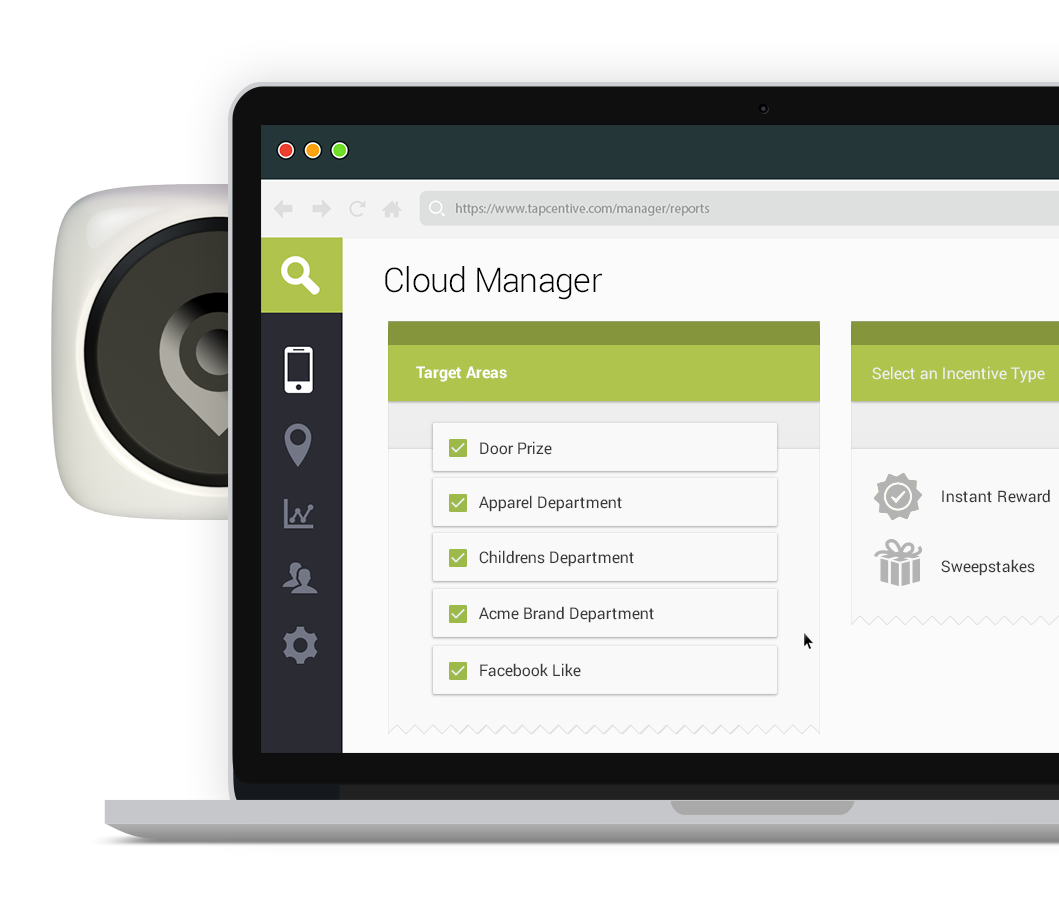 https://www.tapcentive.com/manager/reports
Cloud Manager
Target Areas
Door Prize
Apparel Department
Childrens Department
Acme Brand Department
Facebook Like
Select an Incentive Type
Instant Reward
Sweepstakes